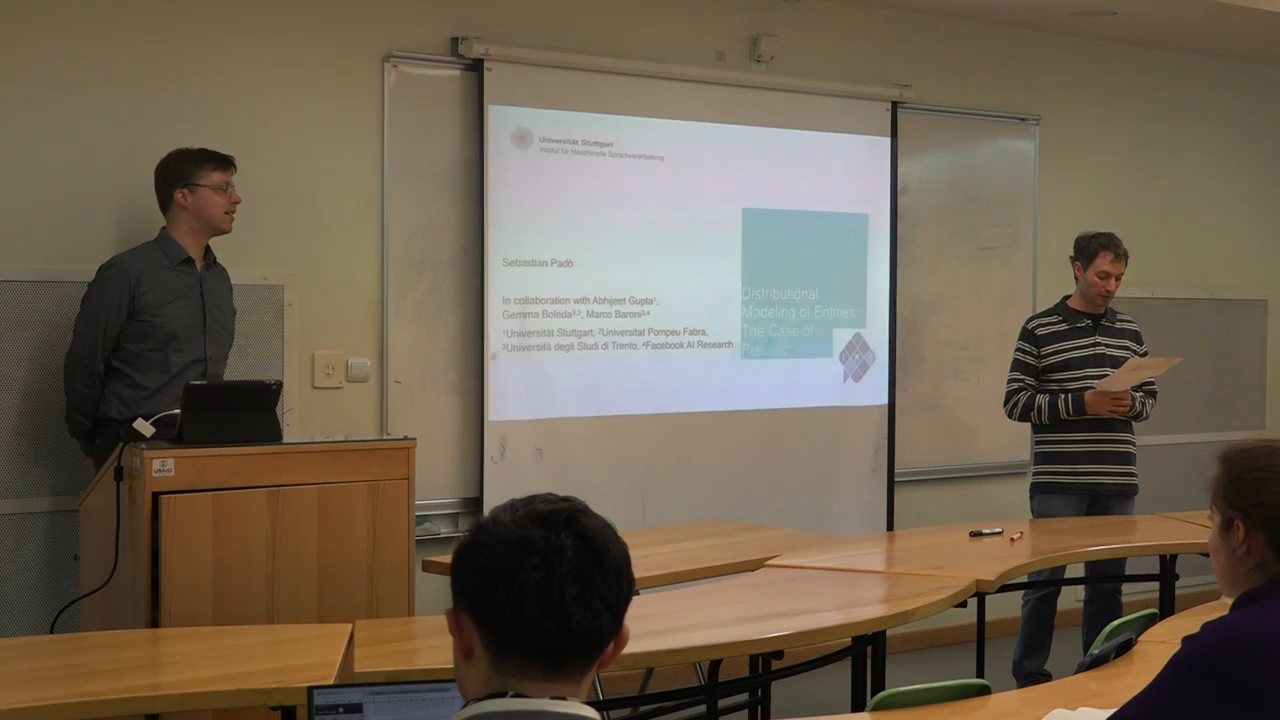 Universität Stuttgart
Institut für Maschinelle Sprachverarbeitung
Sebastian Padó
In collaboration with Abhijeet Gupta¹,
Gemma Boleda²,³, Marco Baroni³,⁴
¹Universität Stuttgart, ²Universitat Pompeu Fabra,
³Università degli Studi di Trento, ⁴Facebook AI Research
Distributional
Modeling of Entities:
The Case of
USAID